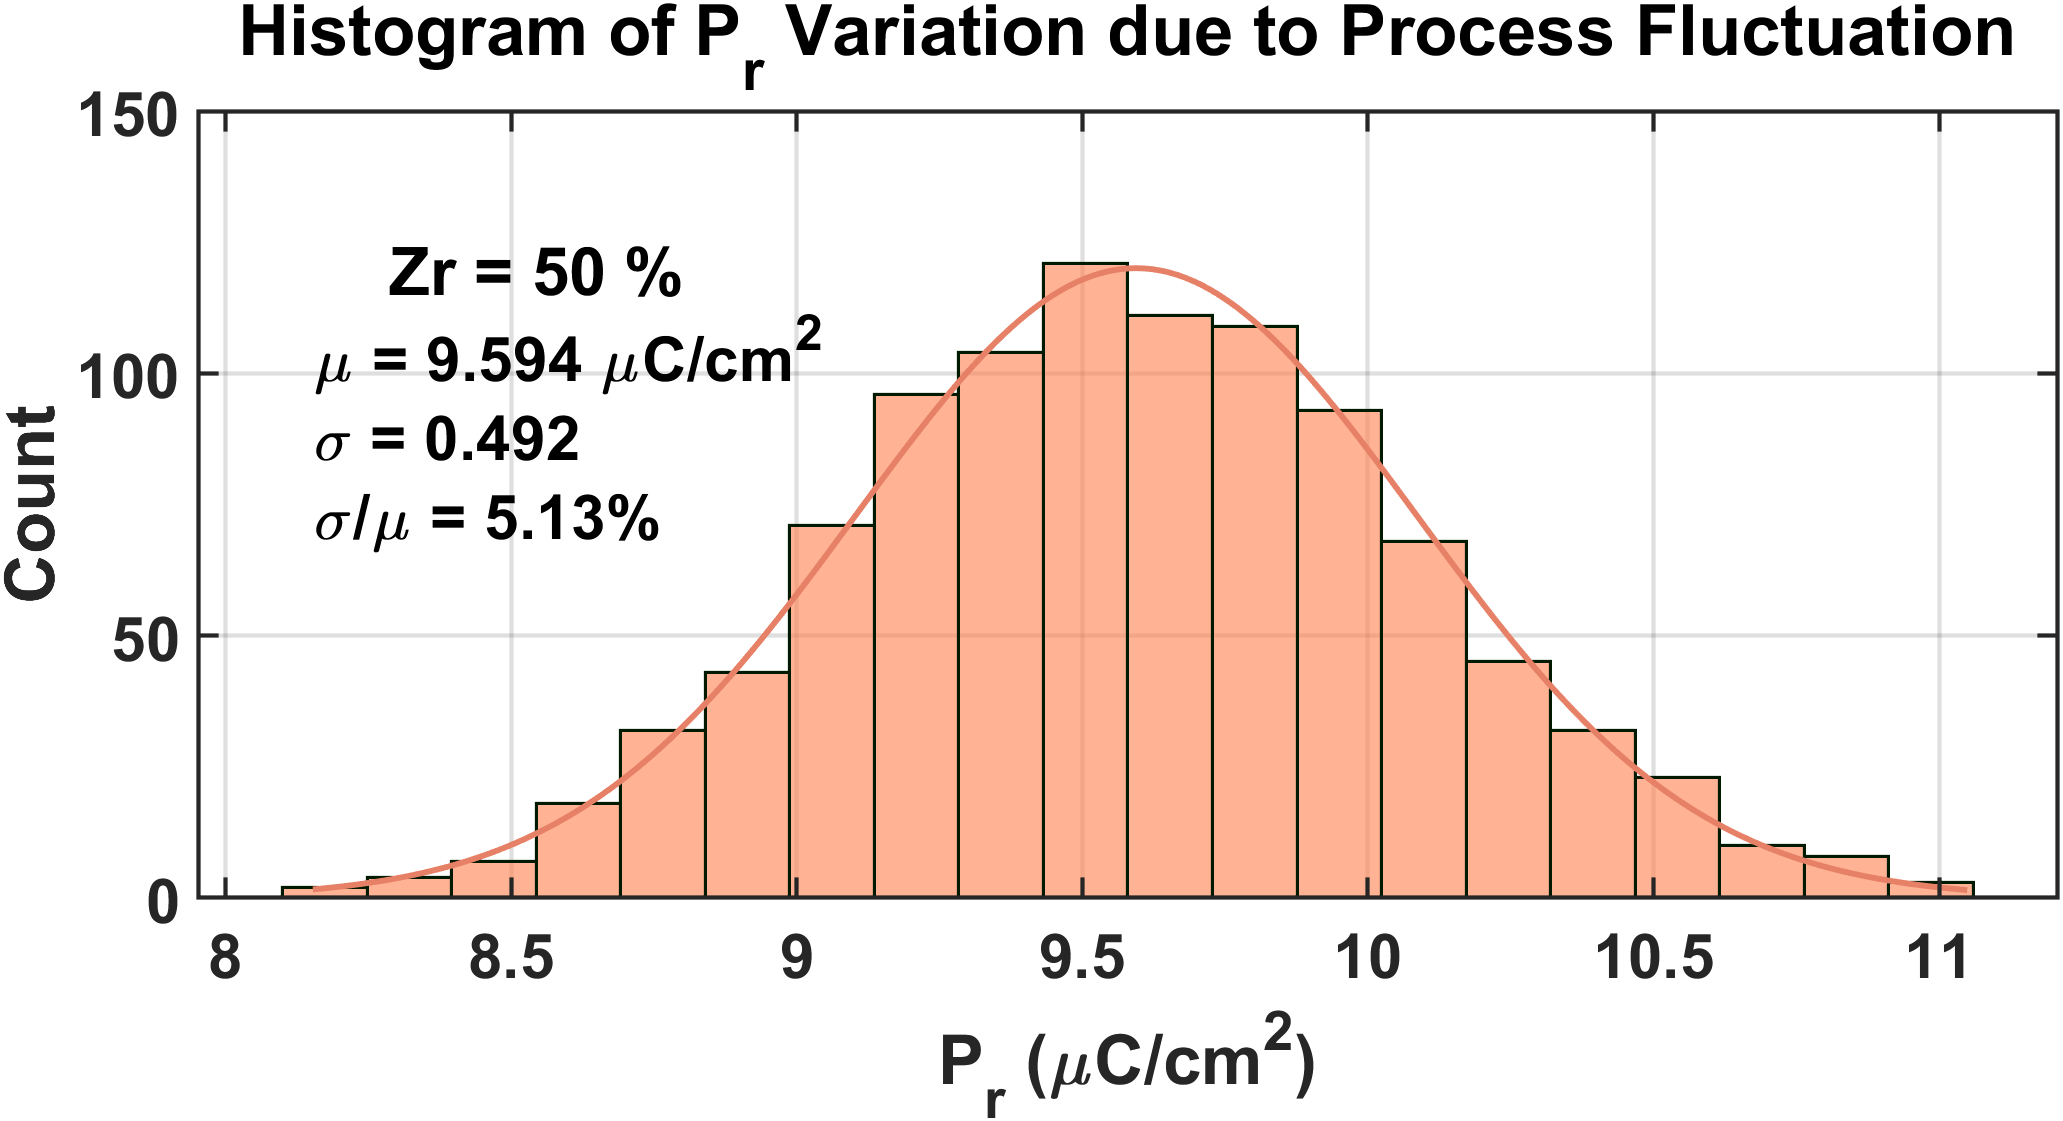 Histogram of Pr Variation due to Process Fluctuation
150
100
50
0
Count
Zr = 50 %
μ = 9.594 μC/cm²
σ = 0.492
σ/μ = 5.13%
8 8.5 9 9.5 10 10.5 11
Pr (μC/cm²)